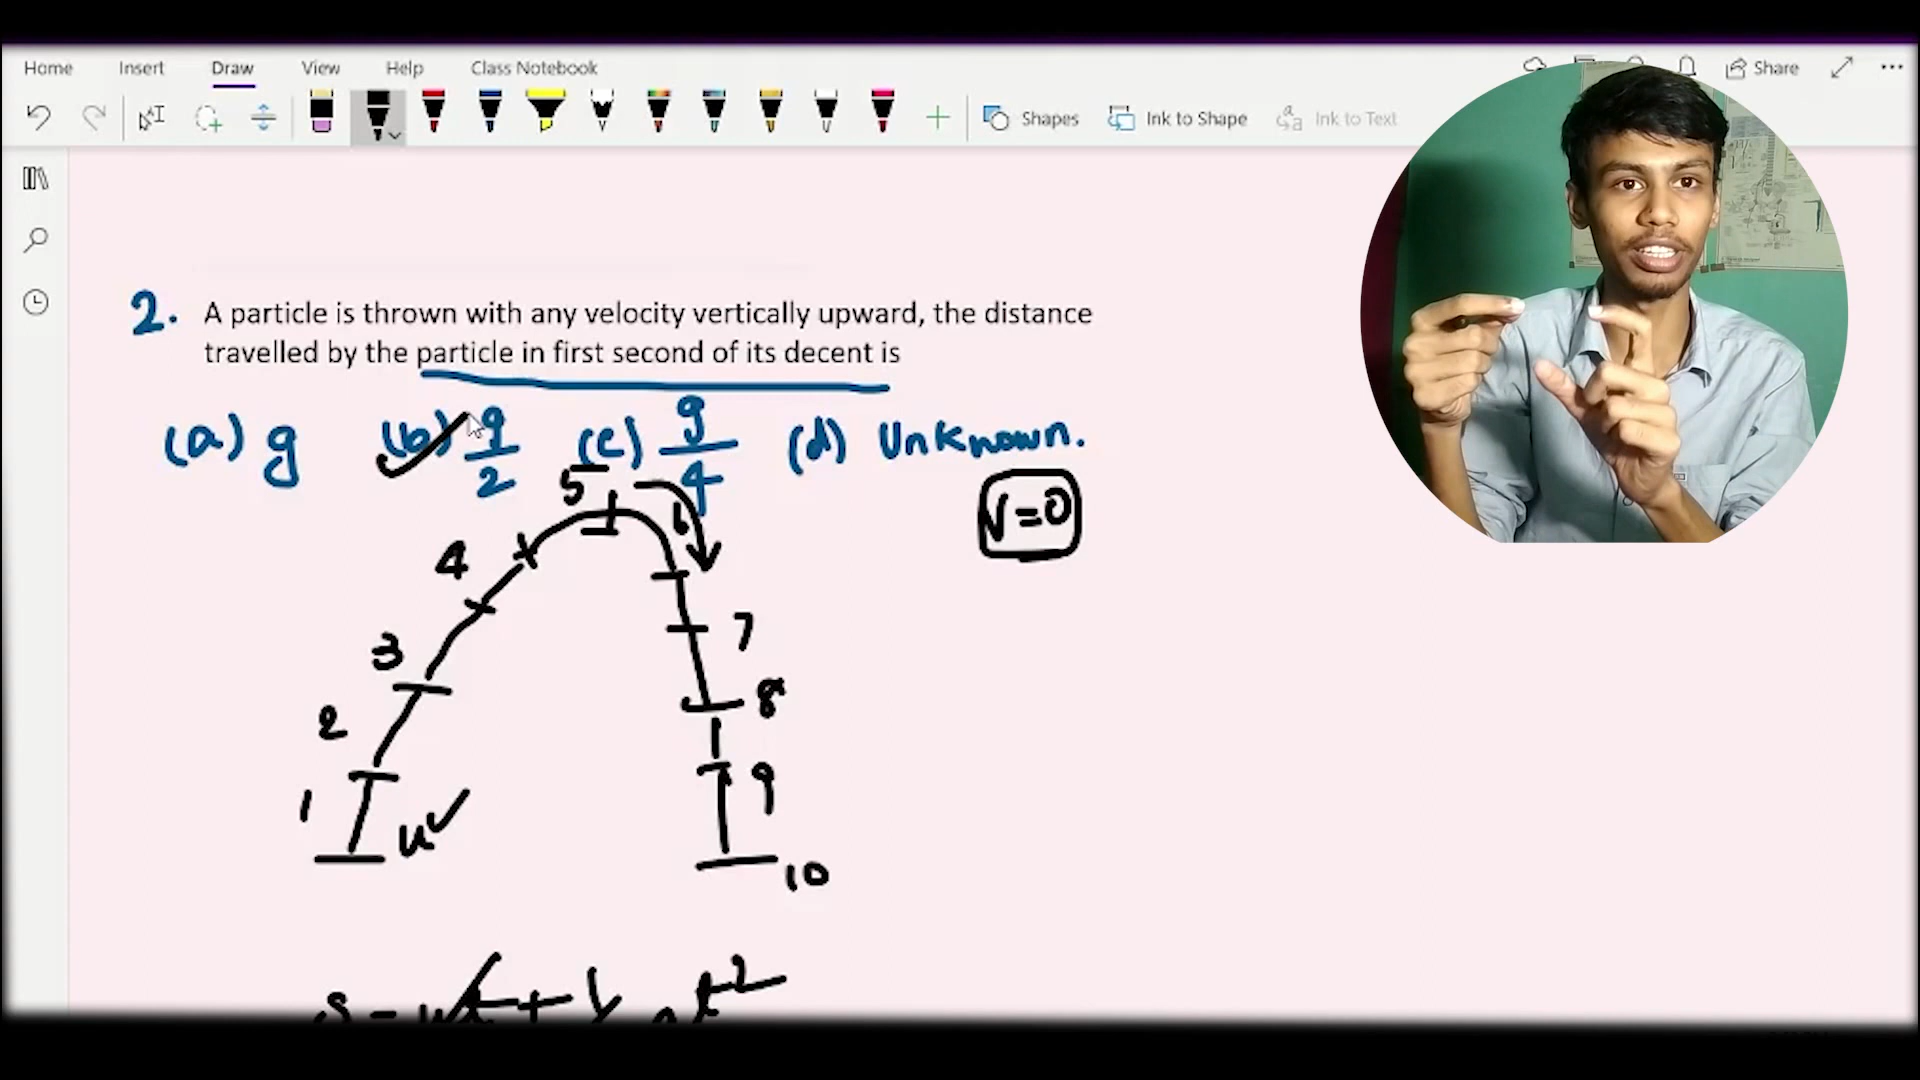 Home Insert Draw View Help Class Notebook Share
Shapes Ink to Shape Ink to Text
2. A particle is thrown with any velocity vertically upward, the distance
travelled by the particle in first second of its decent is
(a) g (b) g/2 (c) g/4 (d) Unknown.
v=0
5
6
4
3
7
2
8
1
u
9
10
S = ut + at²